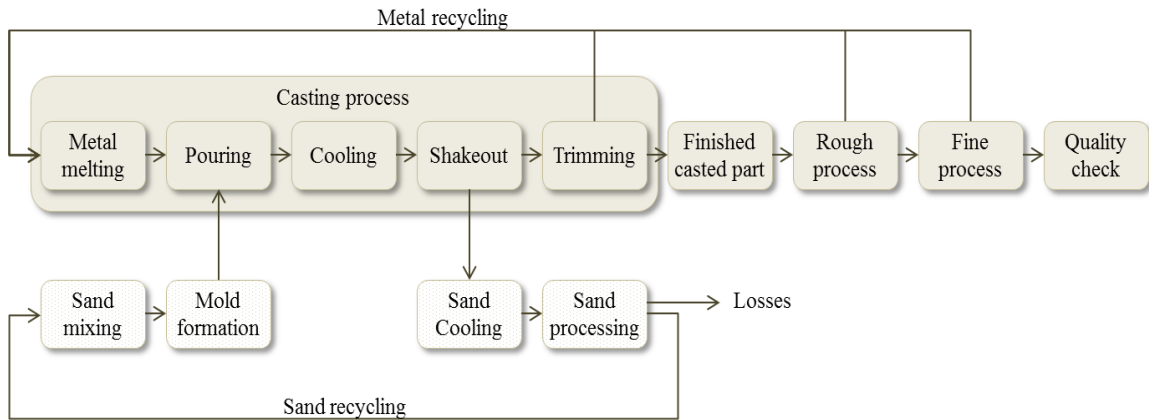 Metal recycling
Casting process
Metal
melting
Pouring
Cooling
Shakeout
Trimming
Finished
casted part
Rough
process
Fine
process
Quality
check
Sand
mixing
Mold
formation
Sand
Cooling
Sand
processing
Losses
Sand recycling